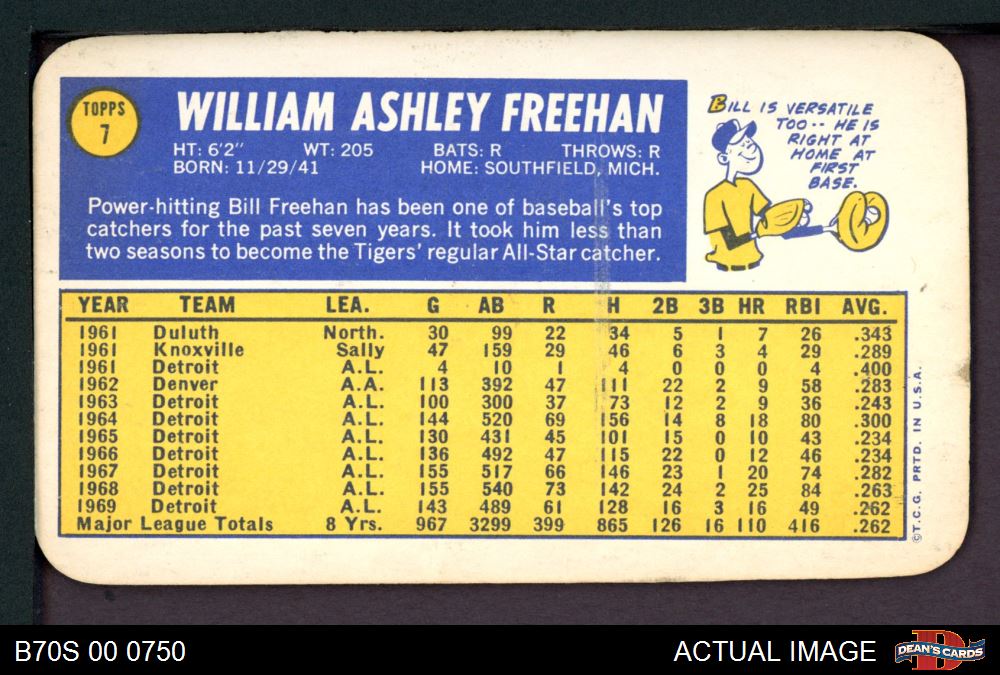 TOPPS
7
WILLIAM ASHLEY FREEHAN
HT: 6'2" WT: 205 BATS: R THROWS: R
BORN: 11/29/41 HOME: SOUTHFIELD, MICH.
Power-hitting Bill Freehan has been one of baseball's top
catchers for the past seven years. It took him less than
two seasons to become the Tigers' regular All-Star catcher.
BILL IS VERSATILE
TOO-- HE IS
RIGHT AT
HOME AT
FIRST
BASE.
YEAR TEAM LEA. G AB R H 2B 3B HR RBI AVG.
1961 Duluth North. 30 99 22 34 5 1 7 26 .343
1961 Knoxville Sally 47 159 29 46 6 3 4 29 .289
1961 Detroit A.L. 4 10 1 4 0 0 0 4 .400
1962 Denver A.A. 113 392 47 111 22 2 9 58 .283
1963 Detroit A.L. 100 300 37 73 12 2 9 36 .243
1964 Detroit A.L. 144 520 69 156 14 8 18 80 .300
1965 Detroit A.L. 130 431 45 101 15 0 10 43 .234
1966 Detroit A.L. 136 492 47 115 22 0 12 46 .234
1967 Detroit A.L. 155 517 66 146 23 1 20 74 .282
1968 Detroit A.L. 155 540 73 142 24 2 25 84 .263
1969 Detroit A.L. 143 489 61 128 16 3 16 49 .262
Major League Totals 8 Yrs. 967 3299 399 865 126 16 110 416 .262
©T.C.G. PRTD. IN U.S.A.
B70S 00 0750
ACTUAL IMAGE
D
DEAN'S CARDS